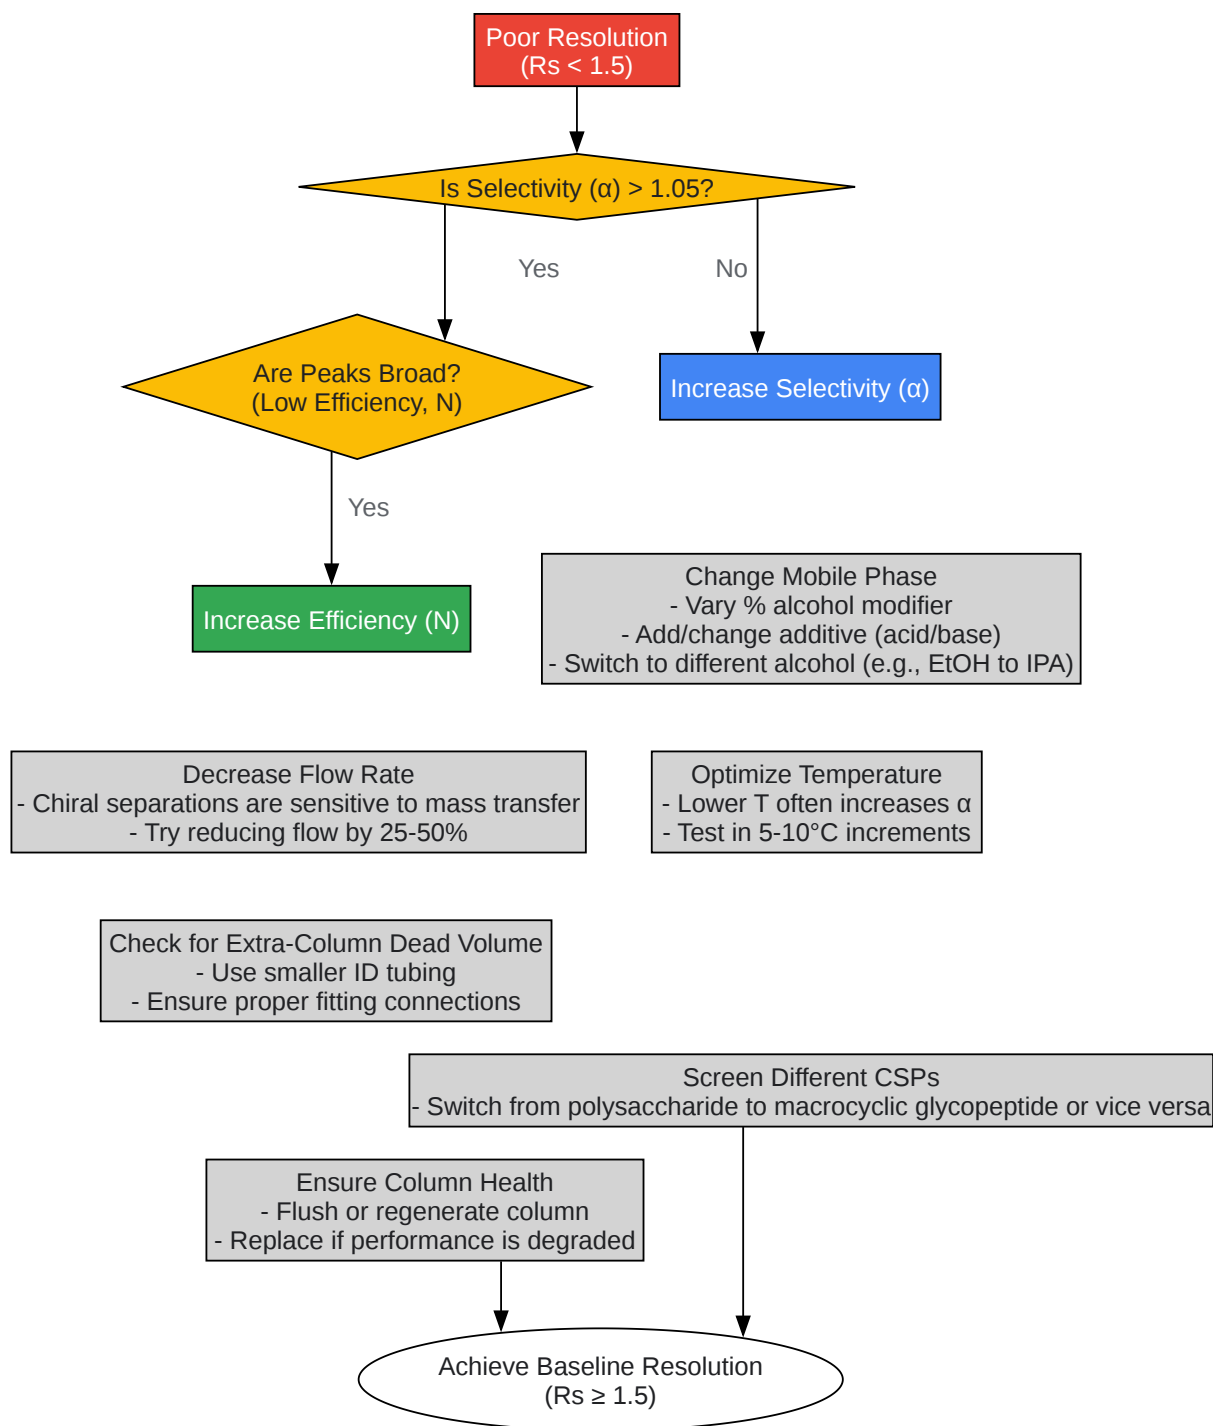 Poor Resolution
(Rs < 1.5)
Is Selectivity (α) > 1.05?
Yes
No
Are Peaks Broad?
(Low Efficiency, N)
Increase Selectivity (α)
Yes
Increase Efficiency (N)
Change Mobile Phase
- Vary % alcohol modifier
- Add/change additive (acid/base)
- Switch to different alcohol (e.g., EtOH to IPA)
Decrease Flow Rate
- Chiral separations are sensitive to mass transfer
- Try reducing flow by 25-50%
Optimize Temperature
- Lower T often increases α
- Test in 5-10°C increments
Check for Extra-Column Dead Volume
- Use smaller ID tubing
- Ensure proper fitting connections
Screen Different CSPs
- Switch from polysaccharide to macrocyclic glycopeptide or vice versa
Ensure Column Health
- Flush or regenerate column
- Replace if performance is degraded
Achieve Baseline Resolution
(Rs ≥ 1.5)